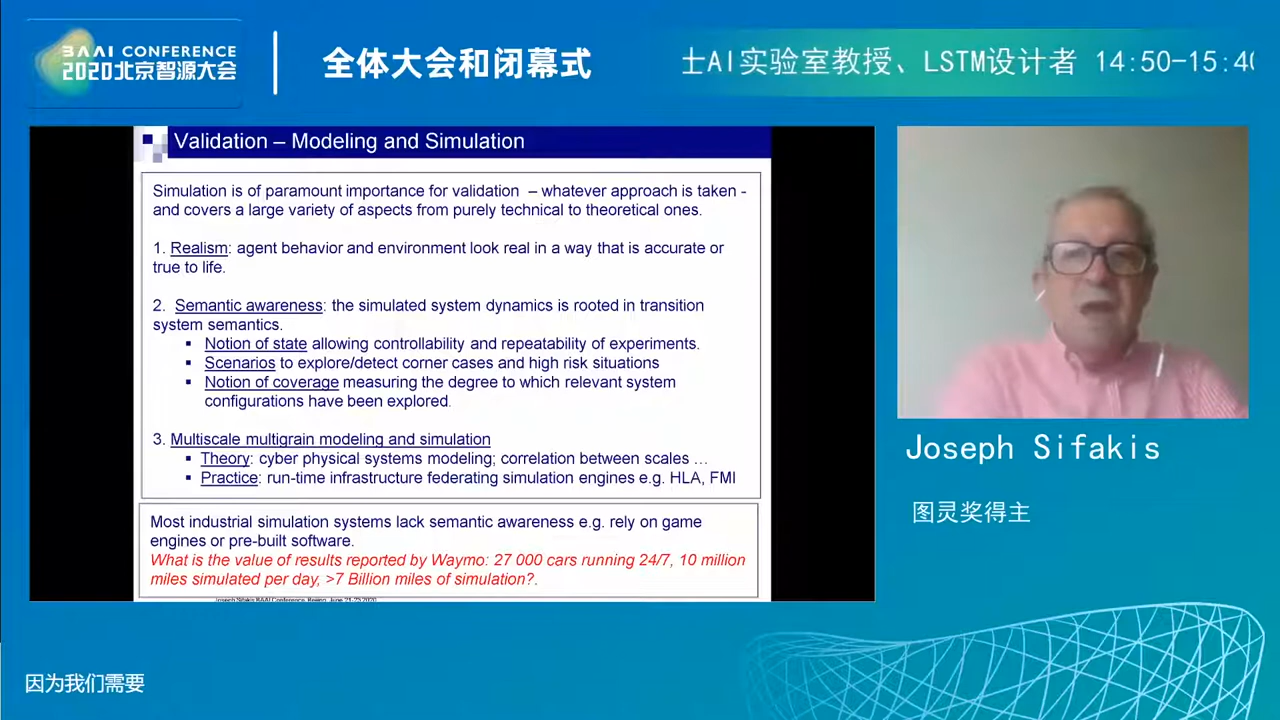 BAAI CONFERENCE
2020北京智源大会
全体大会和闭幕式
士AI实验室教授、LSTM设计者 14:50-15:40
Validation – Modeling and Simulation
Simulation is of paramount importance for validation – whatever approach is taken -
and covers a large variety of aspects from purely technical to theoretical ones.
1. Realism: agent behavior and environment look real in a way that is accurate or
true to life.
2. Semantic awareness: the simulated system dynamics is rooted in transition
system semantics.
▪ Notion of state allowing controllability and repeatability of experiments.
▪ Scenarios to explore/detect corner cases and high risk situations
▪ Notion of coverage measuring the degree to which relevant system
configurations have been explored.
3. Multiscale multigrain modeling and simulation
▪ Theory: cyber physical systems modeling; correlation between scales …
▪ Practice: run-time infrastructure federating simulation engines e.g. HLA, FMI
Most industrial simulation systems lack semantic awareness e.g. rely on game
engines or pre-built software.
What is the value of results reported by Waymo: 27 000 cars running 24/7, 10 million
miles simulated per day, >7 Billion miles of simulation?.
Joseph Sifakis BAAI Conference, Beijing, June 21-25 2020
Joseph Sifakis
图灵奖得主
因为我们需要